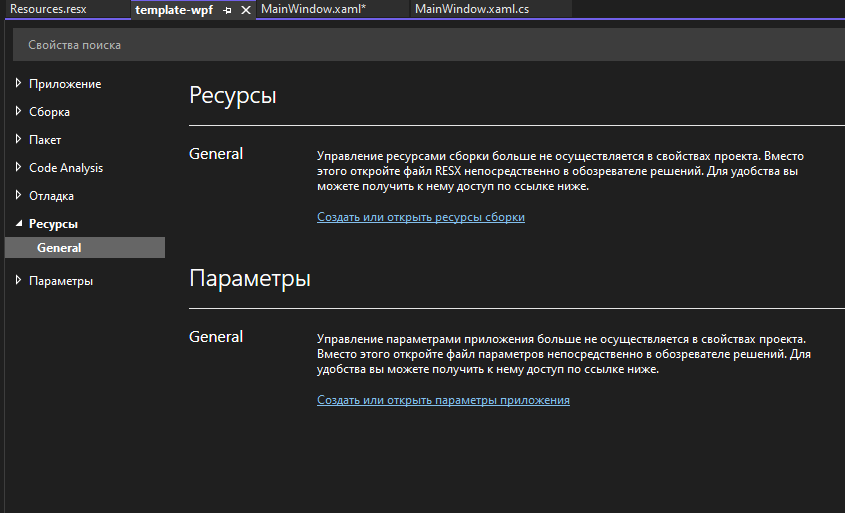 Resources.resx
template-wpf
MainWindow.xaml*
MainWindow.xaml.cs
Свойства поиска
Приложение
Сборка
Пакет
Code Analysis
Отладка
Ресурсы
General
Параметры
Ресурсы
General
Управление ресурсами сборки больше не осуществляется в свойствах проекта. Вместо
этого откройте файл RESX непосредственно в обозревателе решений. Для удобства вы
можете получить к нему доступ по ссылке ниже.
Создать или открыть ресурсы сборки
Параметры
General
Управление параметрами приложения больше не осуществляется в свойствах проекта.
Вместо этого откройте файл параметров непосредственно в обозревателе решений. Для
удобства вы можете получить к нему доступ по ссылке ниже.
Создать или открыть параметры приложения